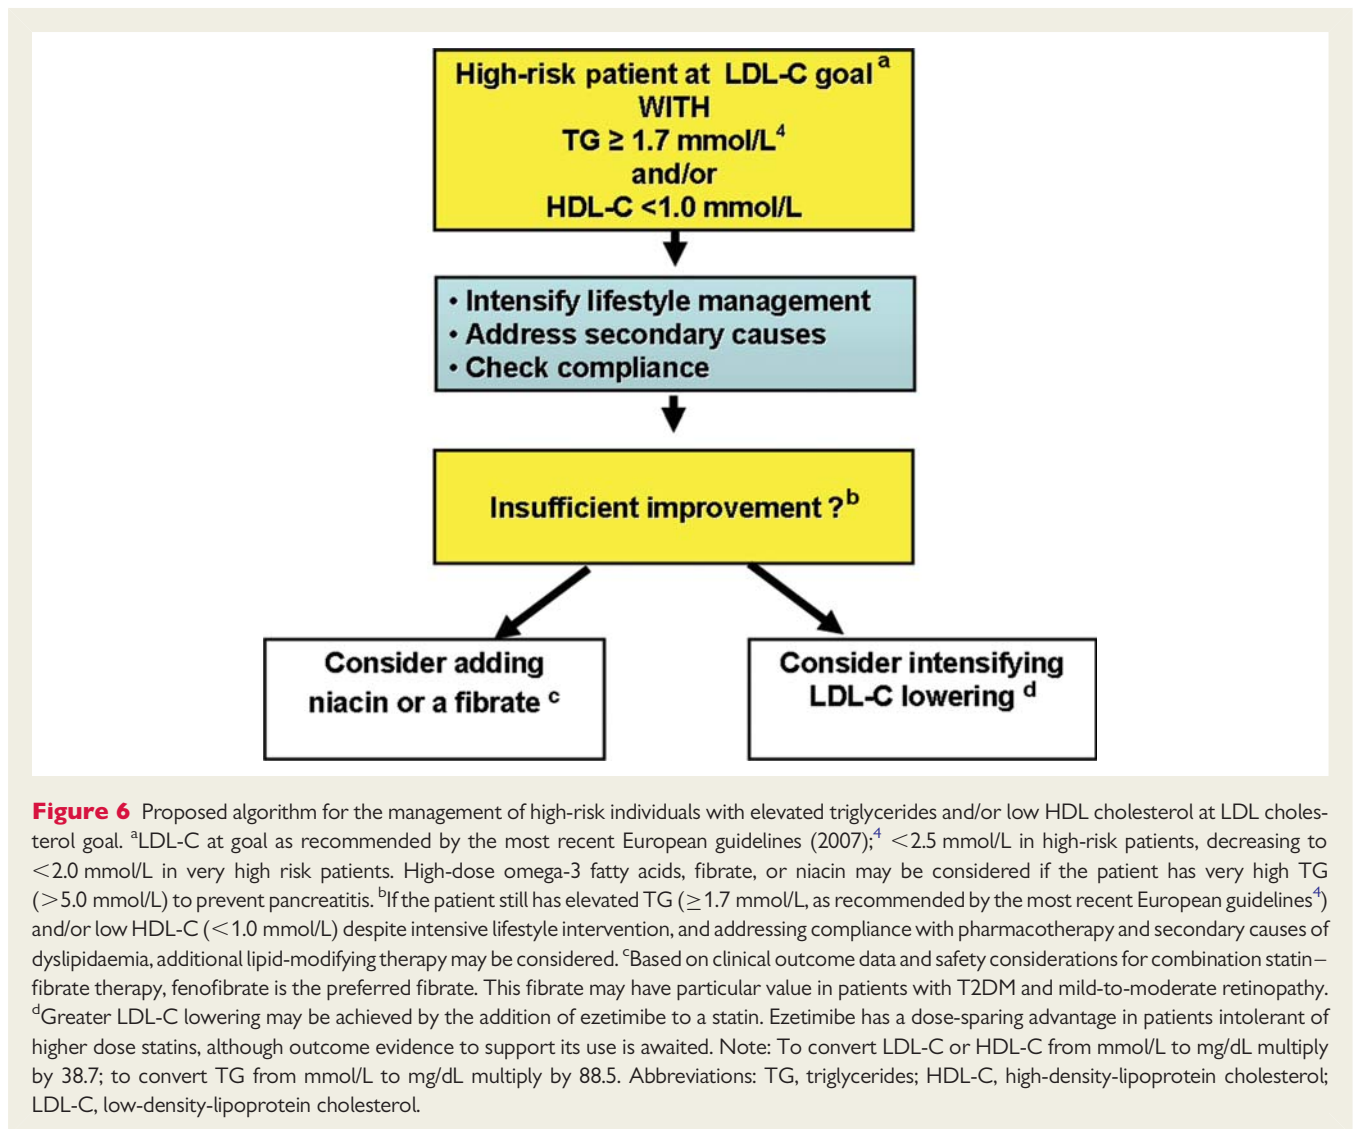 High-risk patient at LDL-C goal a
WITH
TG ≥ 1.7 mmol/L4
and/or
HDL-C <1.0 mmol/L
• Intensify lifestyle management
• Address secondary causes
• Check compliance
Insufficient improvement ?b
Consider adding
niacin or a fibrate c
Consider intensifying
LDL-C lowering d
Figure 6 Proposed algorithm for the management of high-risk individuals with elevated triglycerides and/or low HDL cholesterol at LDL choles-
terol goal. aLDL-C at goal as recommended by the most recent European guidelines (2007);4 <2.5 mmol/L in high-risk patients, decreasing to
<2.0 mmol/L in very high risk patients. High-dose omega-3 fatty acids, fibrate, or niacin may be considered if the patient has very high TG
(>5.0 mmol/L) to prevent pancreatitis. bIf the patient still has elevated TG (≥1.7 mmol/L, as recommended by the most recent European guidelines4)
and/or low HDL-C (<1.0 mmol/L) despite intensive lifestyle intervention, and addressing compliance with pharmacotherapy and secondary causes of
dyslipidaemia, additional lipid-modifying therapy may be considered. cBased on clinical outcome data and safety considerations for combination statin–
fibrate therapy, fenofibrate is the preferred fibrate. This fibrate may have particular value in patients with T2DM and mild-to-moderate retinopathy.
dGreater LDL-C lowering may be achieved by the addition of ezetimibe to a statin. Ezetimibe has a dose-sparing advantage in patients intolerant of
higher dose statins, although outcome evidence to support its use is awaited. Note: To convert LDL-C or HDL-C from mmol/L to mg/dL multiply
by 38.7; to convert TG from mmol/L to mg/dL multiply by 88.5. Abbreviations: TG, triglycerides; HDL-C, high-density-lipoprotein cholesterol;
LDL-C, low-density-lipoprotein cholesterol.